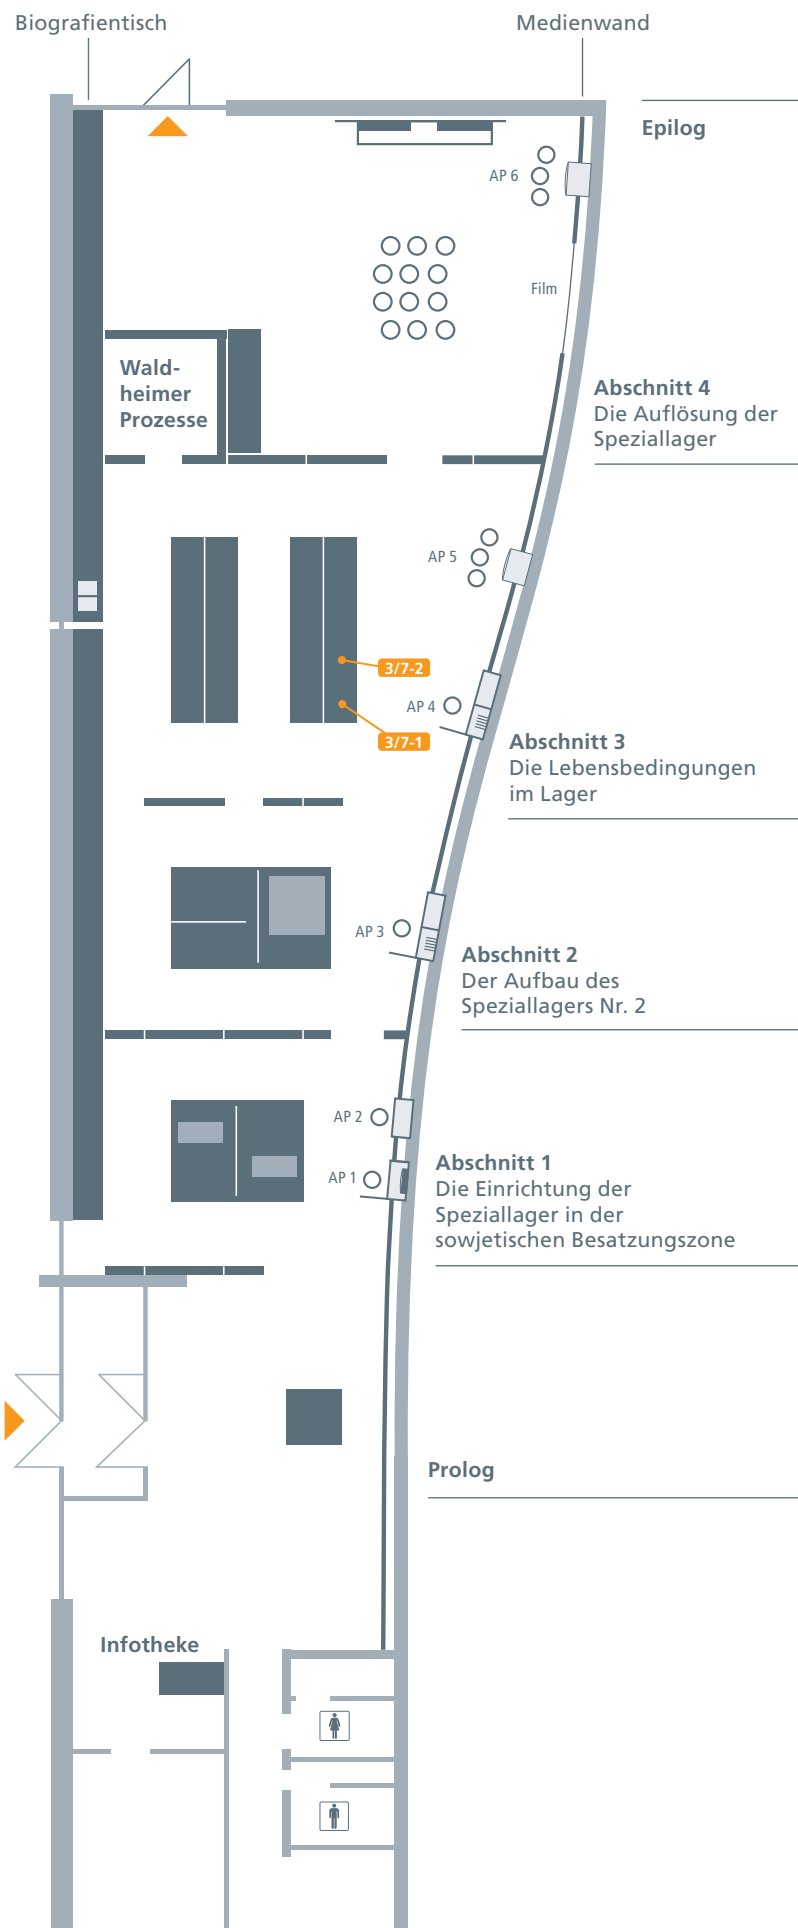 Biografientisch
Medienwand
Epilog
AP 6
Film
Wald-
heimer
Prozesse
Abschnitt 4
Die Auflösung der
Speziallager
AP 5
3/7-2
AP 4
3/7-1
Abschnitt 3
Die Lebensbedingungen
im Lager
AP 3
Abschnitt 2
Der Aufbau des
Speziallagers Nr. 2
AP 2
AP 1
Abschnitt 1
Die Einrichtung der
Speziallager in der
sowjetischen Besatzungszone
Prolog
Infotheke